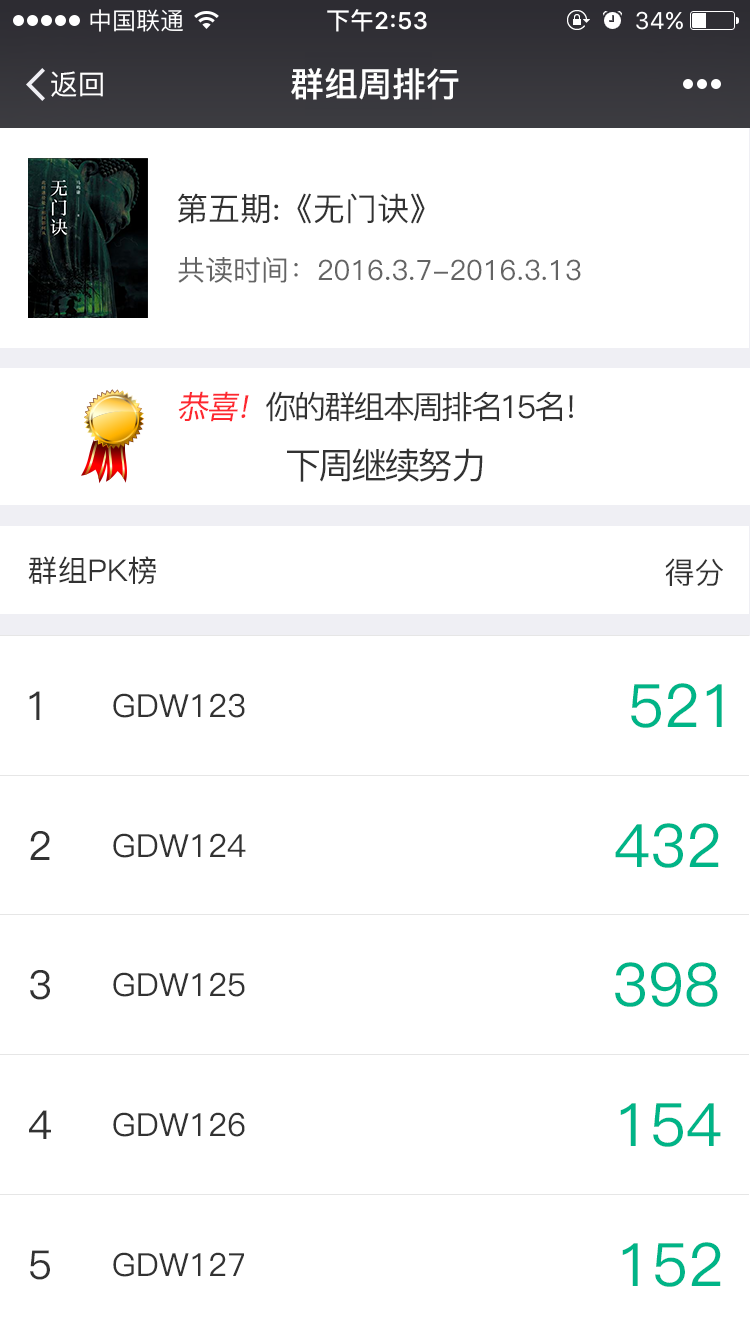 中国联通 下午2:53 34%
返回 群组周排行
无门诀
第五期:《无门诀》
共读时间：2016.3.7–2016.3.13
恭喜! 你的群组本周排名15名!
下周继续努力
群组PK榜 得分
1 GDW123 521
2 GDW124 432
3 GDW125 398
4 GDW126 154
5 GDW127 152